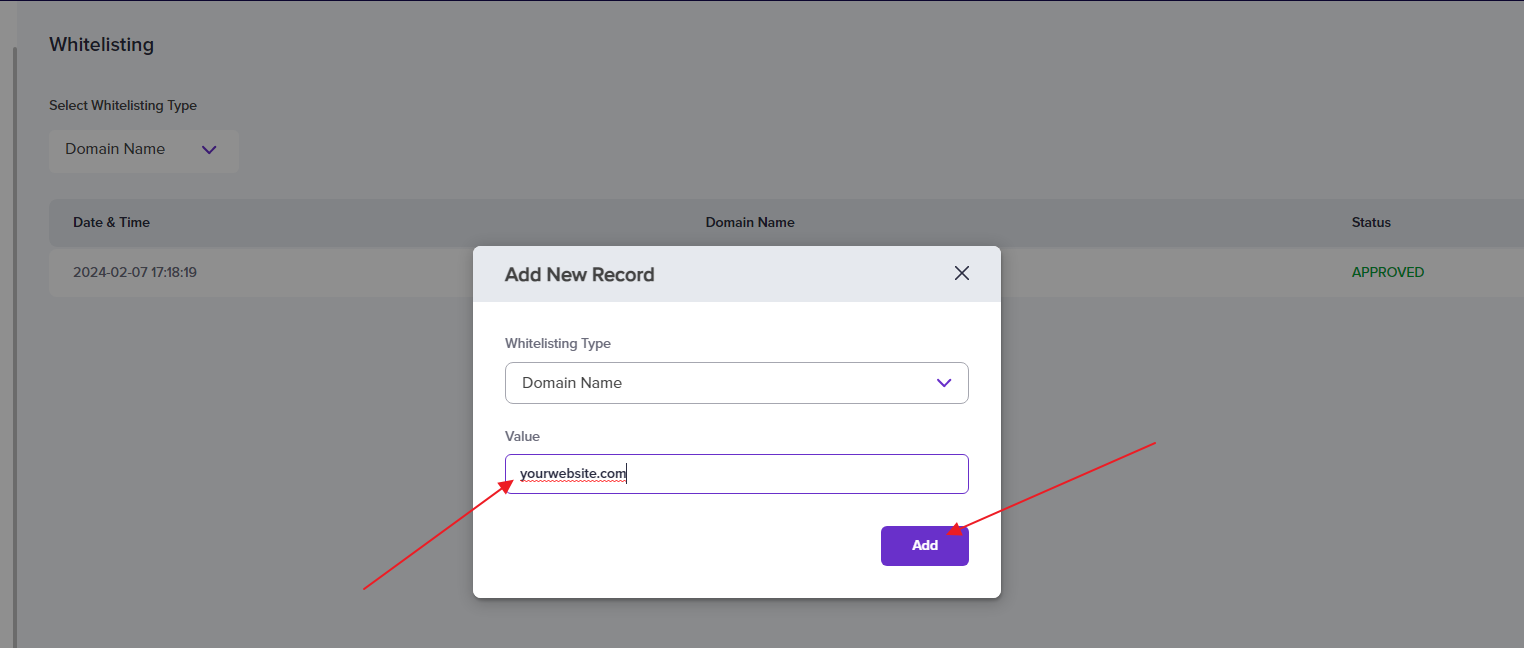 Whitelisting
Select Whitelisting Type
Domain Name
Date & Time Domain Name Status
2024-02-07 17:18:19 APPROVED
Add New Record
Whitelisting Type
Domain Name
Value
yourwebsite.com
Add